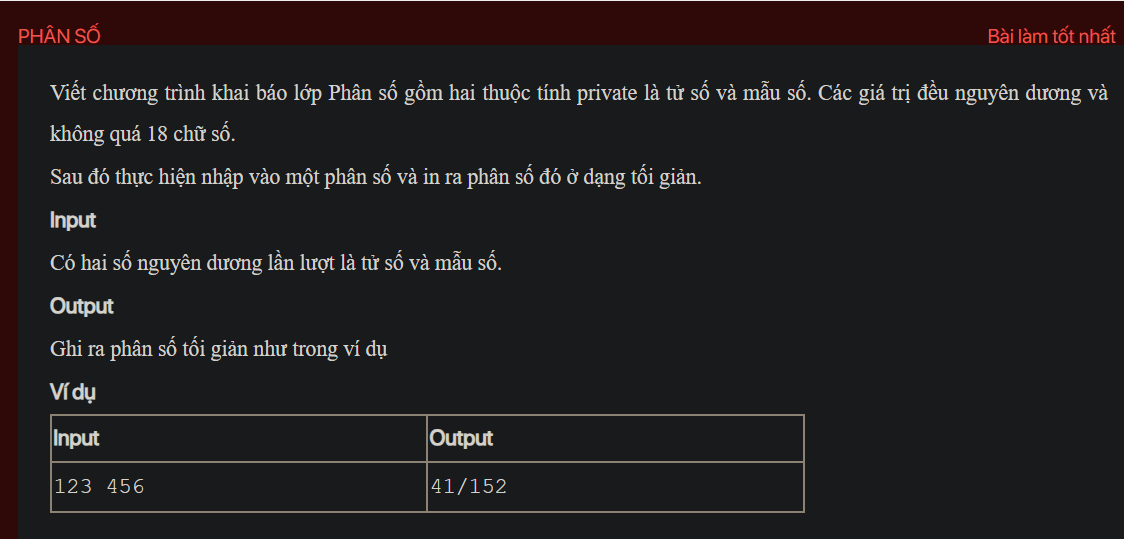 PHÂN SỐ
Bài làm tốt nhất
Viết chương trình khai báo lớp Phân số gồm hai thuộc tính private là tử số và mẫu số. Các giá trị đều nguyên dương và
không quá 18 chữ số.
Sau đó thực hiện nhập vào một phân số và in ra phân số đó ở dạng tối giản.
Input
Có hai số nguyên dương lần lượt là tử số và mẫu số.
Output
Ghi ra phân số tối giản như trong ví dụ
Ví dụ
Input Output
123 456 41/152